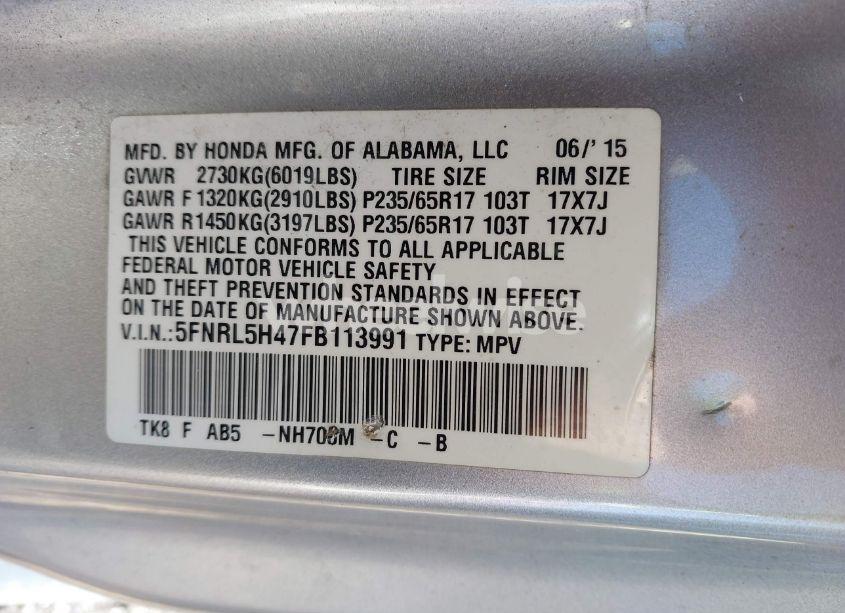 MFD. BY HONDA MFG. OF ALABAMA, LLC 06/' 15
GVWR 2730KG(6019LBS) TIRE SIZE RIM SIZE
GAWR F 1320KG(2910LBS) P235/65R17 103T 17X7J
GAWR R1450KG(3197LBS) P235/65R17 103T 17X7J
THIS VEHICLE CONFORMS TO ALL APPLICABLE
FEDERAL MOTOR VEHICLE SAFETY
AND THEFT PREVENTION STANDARDS IN EFFECT
ON THE DATE OF MANUFACTURE SHOWN ABOVE.
V.I.N.:5FNRL5H47FB113991 TYPE: MPV
TK8 F AB5 -C -B